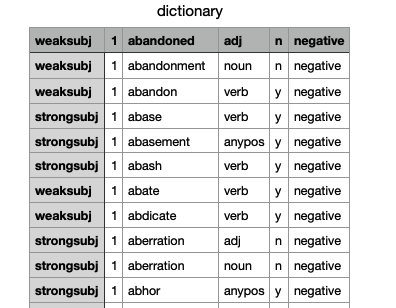 dictionary
weaksubj 1 abandoned adj n negative
weaksubj 1 abandonment noun n negative
weaksubj 1 abandon verb y negative
strongsubj 1 abase verb y negative
strongsubj 1 abasement anypos y negative
strongsubj 1 abash verb y negative
weaksubj 1 abate verb y negative
weaksubj 1 abdicate verb y negative
strongsubj 1 aberration adj n negative
strongsubj 1 aberration noun n negative
strongsubj 1 abhor anypos y negative